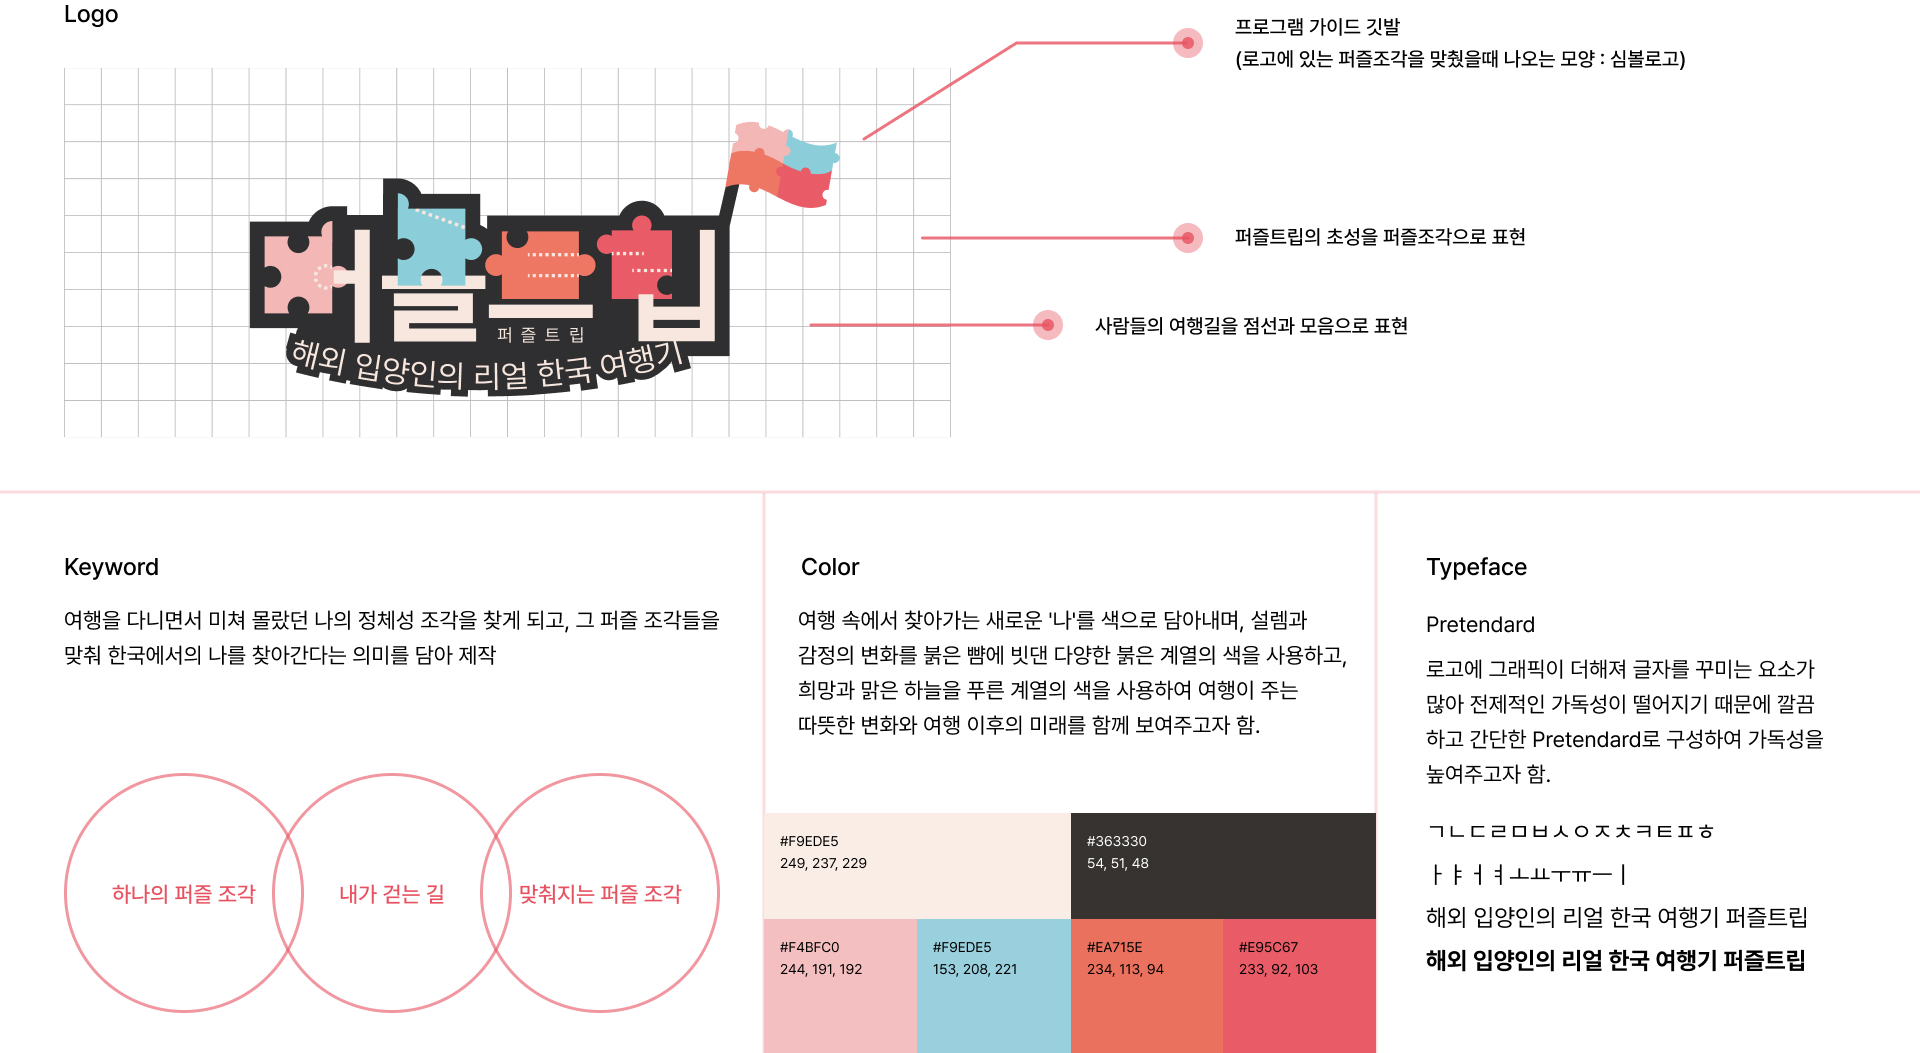 Logo
프로그램 가이드 깃발
(로고에 있는 퍼즐조각을 맞췄을때 나오는 모양 : 심볼로고)
퍼즐트립의 초성을 퍼즐조각으로 표현
사람들의 여행길을 점선과 모음으로 표현
퍼즐트립
퍼즐트립
해외 입양인의 리얼 한국 여행기
Keyword
여행을 다니면서 미쳐 몰랐던 나의 정체성 조각을 찾게 되고, 그 퍼즐 조각들을
맞춰 한국에서의 나를 찾아간다는 의미를 담아 제작
하나의 퍼즐 조각
내가 걷는 길
맞춰지는 퍼즐 조각
Color
여행 속에서 찾아가는 새로운 '나'를 색으로 담아내며, 설렘과
감정의 변화를 붉은 뺨에 빗댄 다양한 붉은 계열의 색을 사용하고,
희망과 맑은 하늘을 푸른 계열의 색을 사용하여 여행이 주는
따뜻한 변화와 여행 이후의 미래를 함께 보여주고자 함.
#F9EDE5
249, 237, 229
#363330
54, 51, 48
#F4BFC0
244, 191, 192
#F9EDE5
153, 208, 221
#EA715E
234, 113, 94
#E95C67
233, 92, 103
Typeface
Pretendard
로고에 그래픽이 더해져 글자를 꾸미는 요소가
많아 전제적인 가독성이 떨어지기 때문에 깔끔
하고 간단한 Pretendard로 구성하여 가독성을
높여주고자 함.
ㄱㄴㄷㄹㅁㅂㅅㅇㅈㅊㅋㅌㅍㅎ
ㅏㅑㅓㅕㅗㅛㅜㅠㅡㅣ
해외 입양인의 리얼 한국 여행기 퍼즐트립
해외 입양인의 리얼 한국 여행기 퍼즐트립